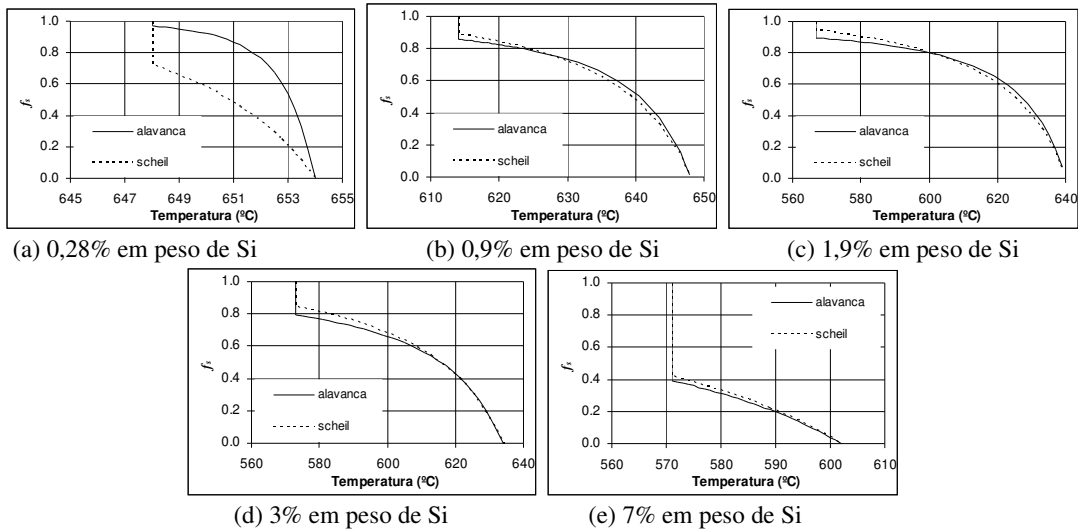 1.0
0.8
0.6
0.4
0.2
0.0
fs
alavanca
scheil
645 647 649 651 653 655
Temperatura (ºC)
(a) 0,28% em peso de Si
1.0
0.8
0.6
0.4
0.2
0.0
fs
alavanca
scheil
610 620 630 640 650
Temperatura (ºC)
(b) 0,9% em peso de Si
1.0
0.8
0.6
0.4
0.2
0.0
fs
alavanca
scheil
560 580 600 620 640
Temperatura (ºC)
(c) 1,9% em peso de Si
1.0
0.8
0.6
0.4
0.2
0.0
fs
alavanca
scheil
560 580 600 620 640
Temperatura (ºC)
(d) 3% em peso de Si
1.0
0.8
0.6
0.4
0.2
0.0
fs
alavanca
scheil
560 570 580 590 600 610
Temperatura (ºC)
(e) 7% em peso de Si